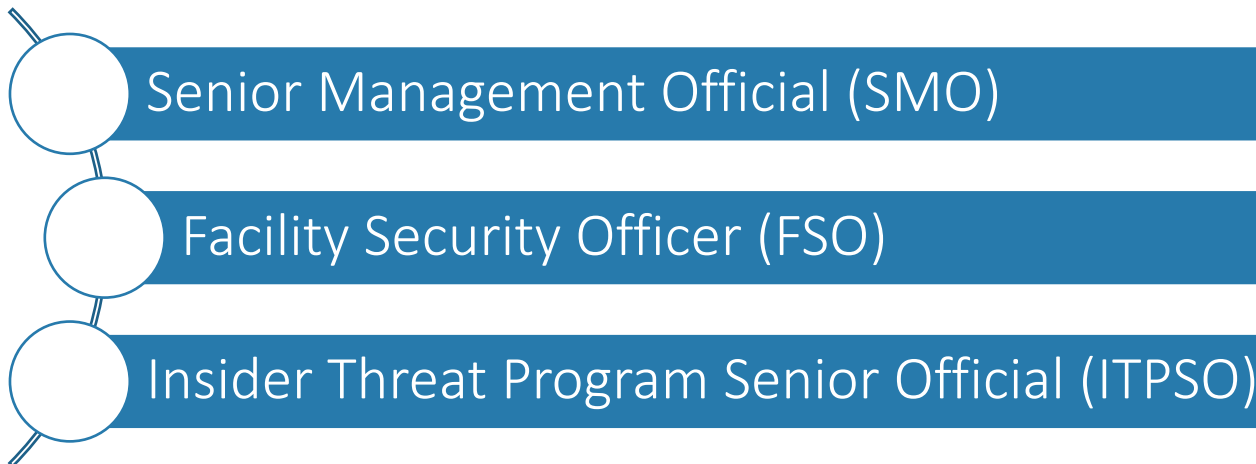 Senior Management Official (SMO)
Facility Security Officer (FSO)
Insider Threat Program Senior Official (ITPSO)